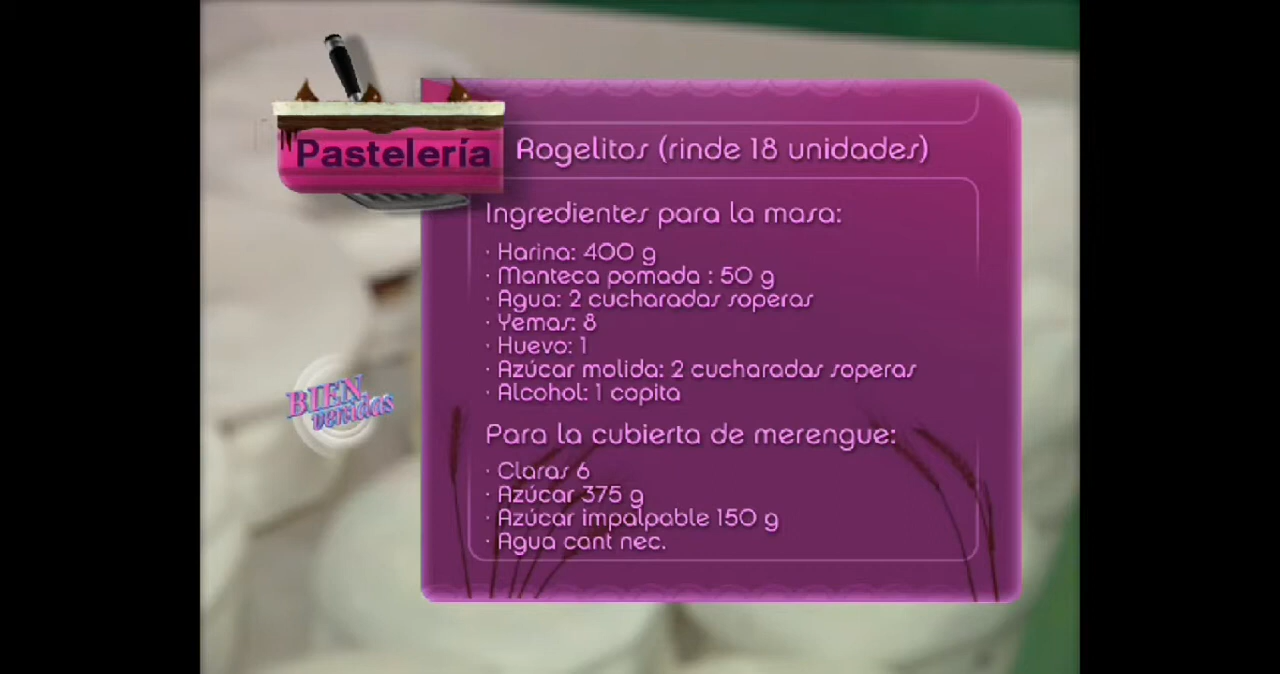 Pastelería
Rogelitos (rinde 18 unidades)
Ingredientes para la masa:
· Harina: 400 g
· Manteca pomada : 50 g
· Agua: 2 cucharadas soperas
· Yemas: 8
· Huevo: 1
· Azúcar molida: 2 cucharadas soperas
· Alcohol: 1 copita
BIEN
venidas
Para la cubierta de merengue:
· Claras 6
· Azúcar 375 g
· Azúcar impalpable 150 g
· Agua cant nec.